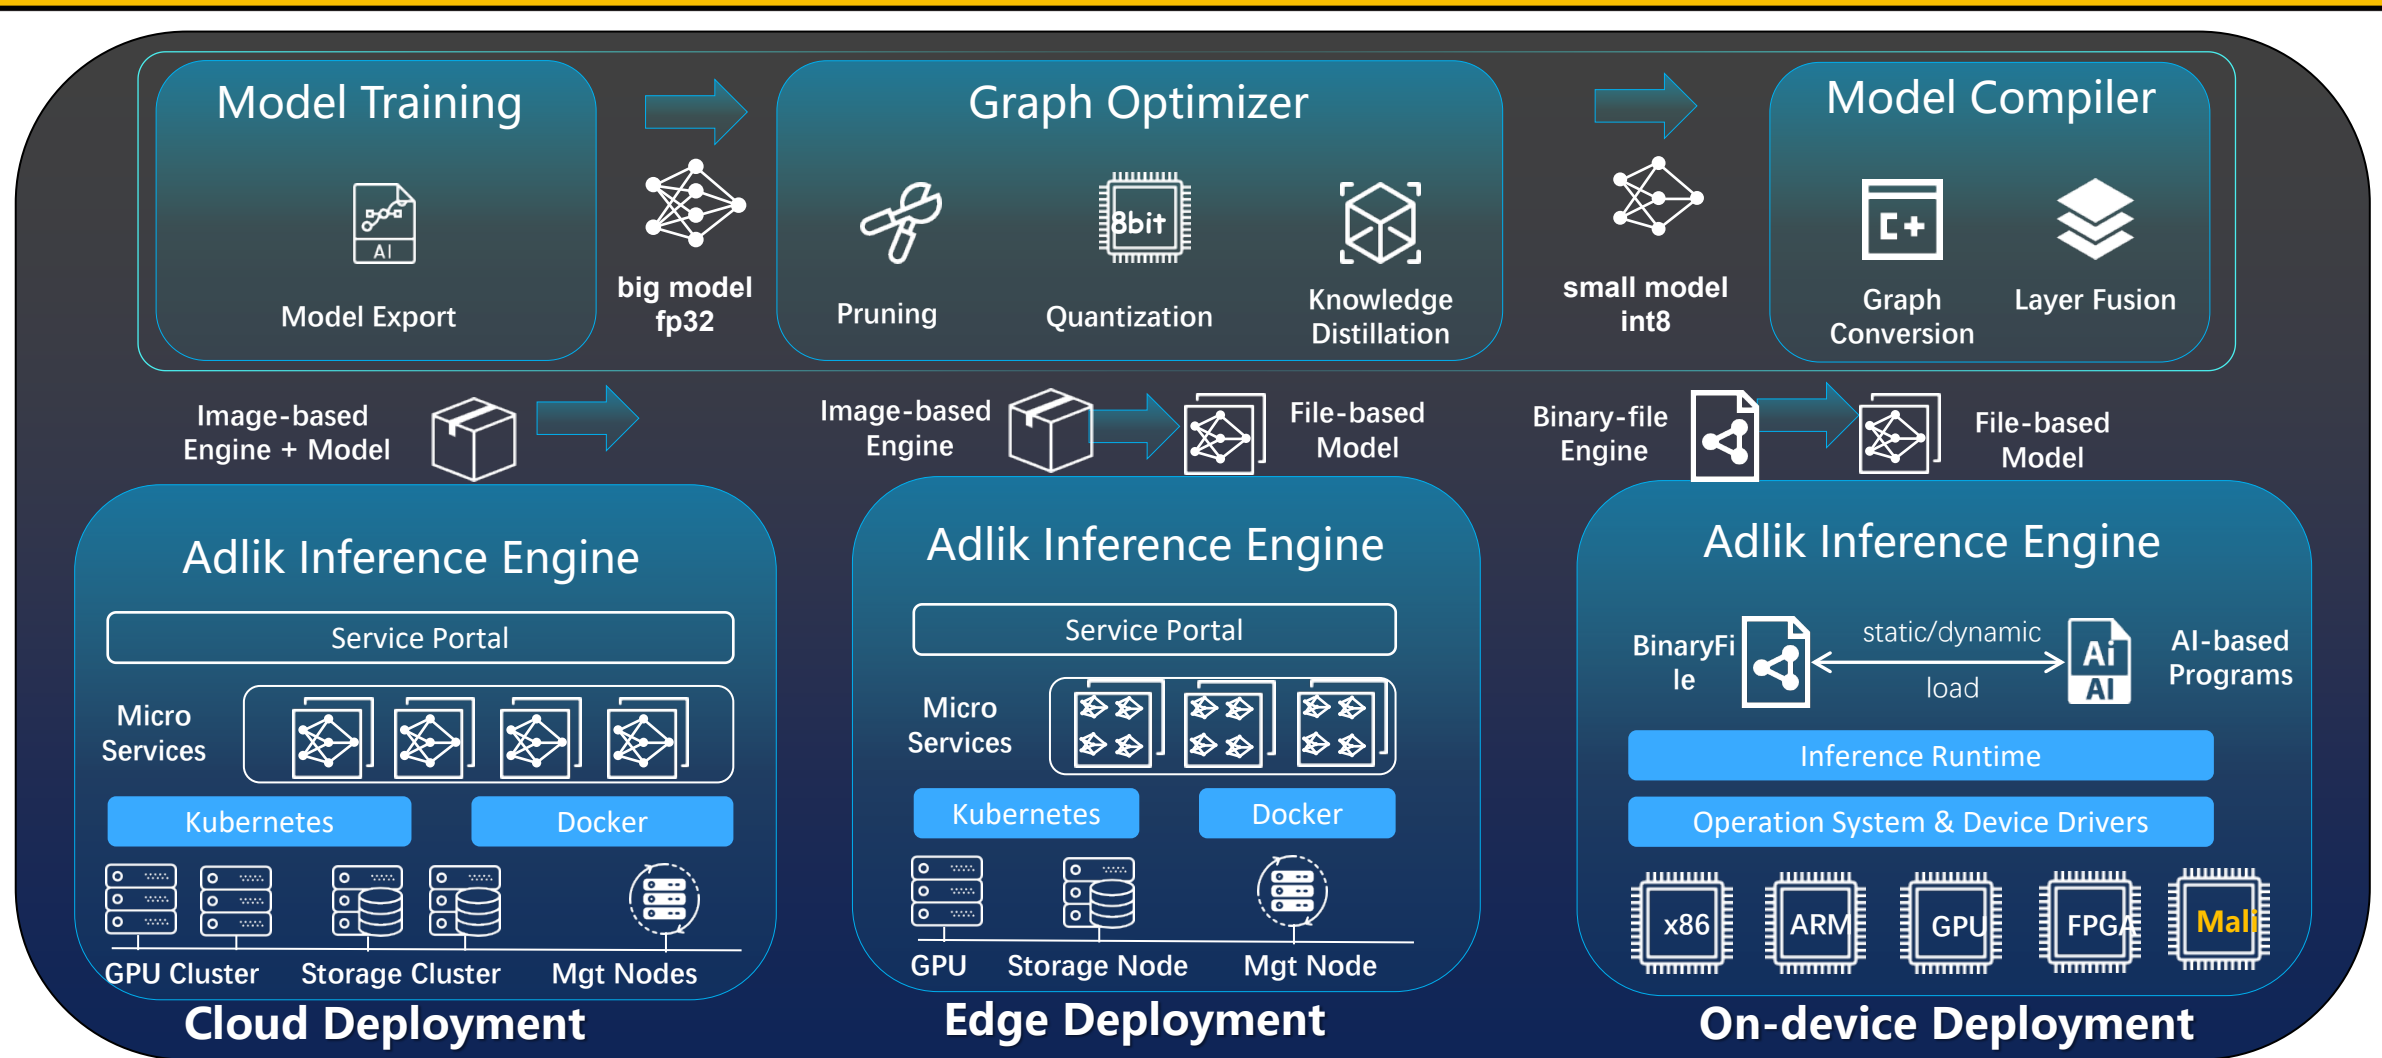 Model Training
AI
Model Export
big model
fp32
Graph Optimizer
Pruning
8bit
Quantization
Knowledge
Distillation
small model
int8
Model Compiler
C+
Graph
Conversion
Layer Fusion
Image-based
Engine + Model
Image-based
Engine
File-based
Model
Binary-file
Engine
File-based
Model
Adlik Inference Engine
Service Portal
Micro
Services
Kubernetes
Docker
GPU Cluster
Storage Cluster
Mgt Nodes
Cloud Deployment
Adlik Inference Engine
Service Portal
Micro
Services
Kubernetes
Docker
GPU
Storage Node
Mgt Node
Edge Deployment
Adlik Inference Engine
BinaryFi
le
static/dynamic
load
Ai
AI
AI-based
Programs
Inference Runtime
Operation System & Device Drivers
x86
ARM
GPU
FPGA
Mali
On-device Deployment